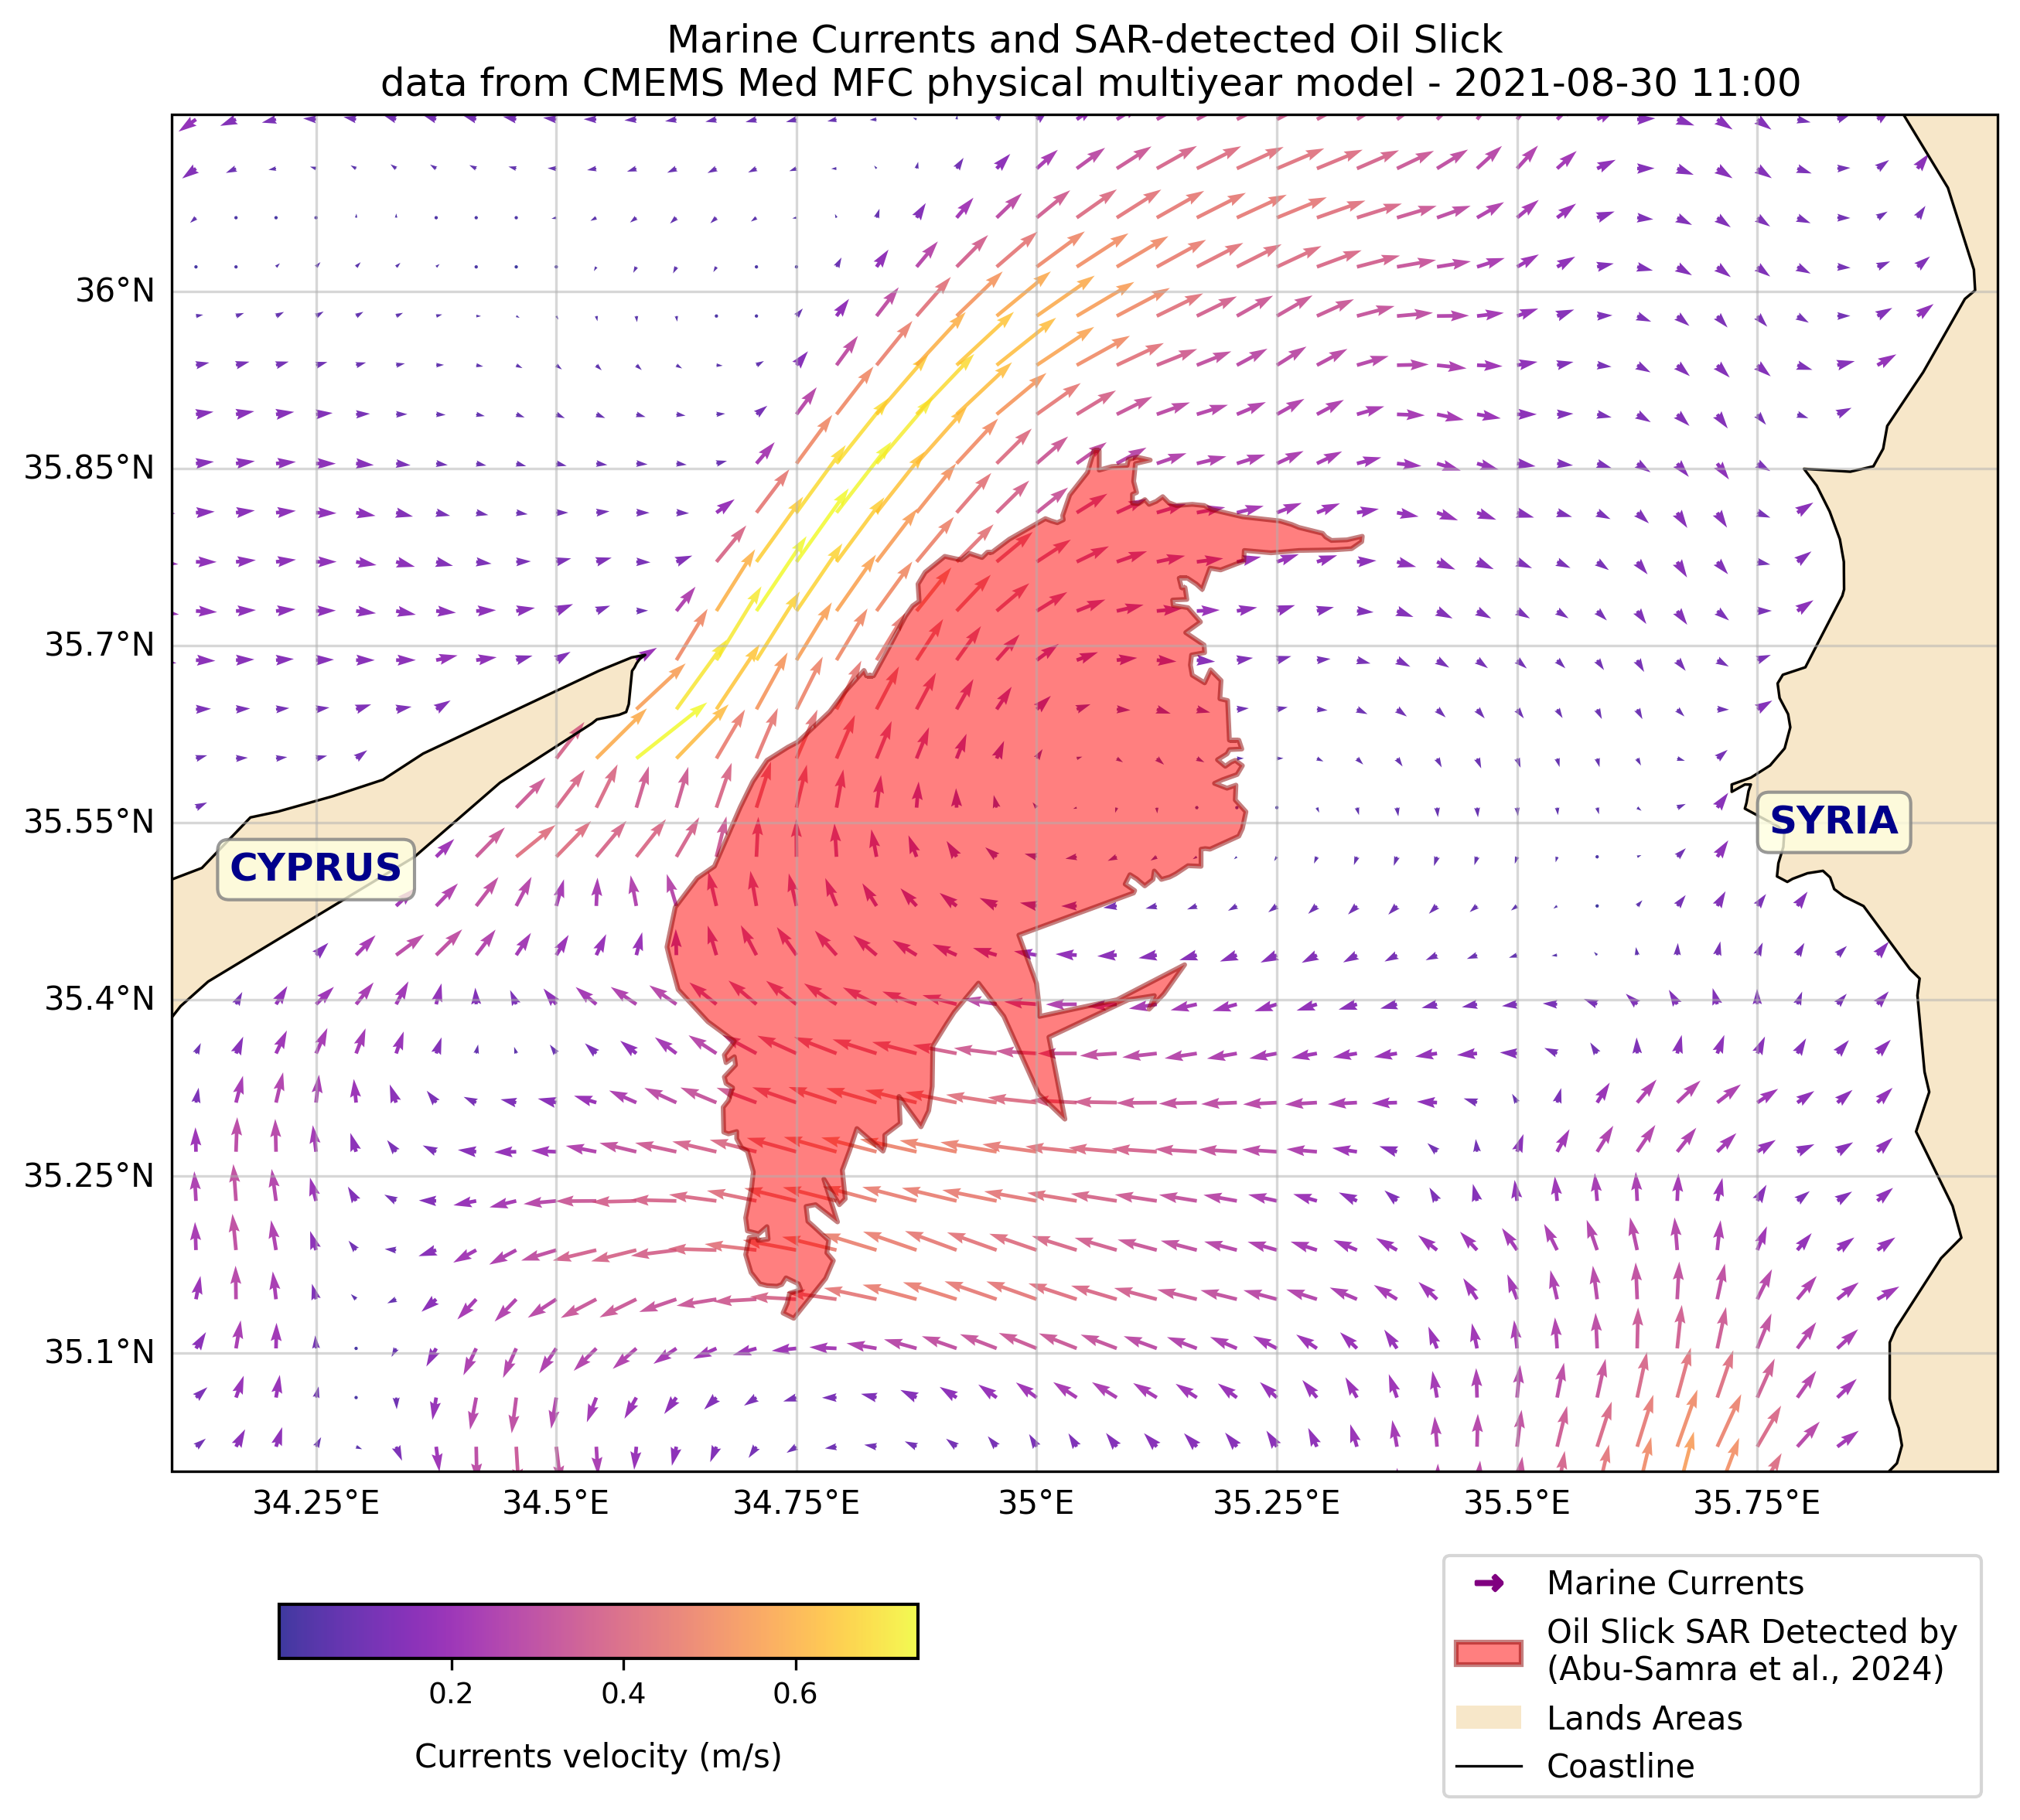 Marine Currents and SAR-detected Oil Slick
data from CMEMS Med MFC physical multiyear model - 2021-08-30 11:00
36°N
35.85°N
35.7°N
35.55°N
35.4°N
35.25°N
35.1°N
CYPRUS
SYRIA
34.25°E
34.5°E
34.75°E
35°E
35.25°E
35.5°E
35.75°E
0.2
0.4
0.6
Currents velocity (m/s)
Marine Currents
Oil Slick SAR Detected by
(Abu-Samra et al., 2024)
Lands Areas
Coastline